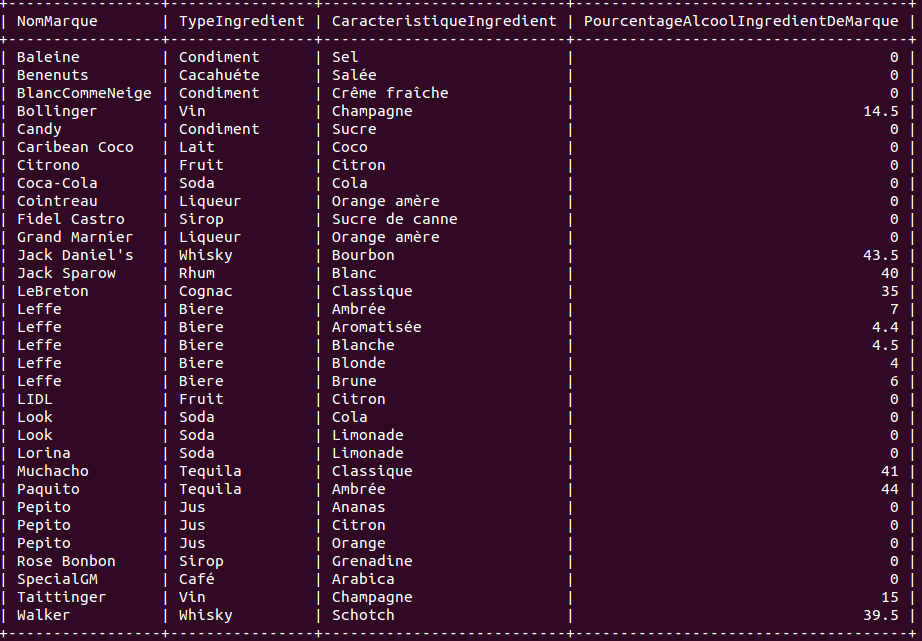 +-----------------+---------------+---------------------------+-------------------------------------+
| NomMarque | TypeIngredient | CaracteristiqueIngredient | PourcentageAlcoolIngredientDeMarque |
+-----------------+---------------+---------------------------+-------------------------------------+
| Baleine | Condiment | Sel | 0 |
| Benenuts | Cacahuéte | Salée | 0 |
| BlancCommeNeige | Condiment | Crême fraîche | 0 |
| Bollinger | Vin | Champagne | 14.5 |
| Candy | Condiment | Sucre | 0 |
| Caribean Coco | Lait | Coco | 0 |
| Citrono | Fruit | Citron | 0 |
| Coca-Cola | Soda | Cola | 0 |
| Cointreau | Liqueur | Orange amère | 0 |
| Fidel Castro | Sirop | Sucre de canne | 0 |
| Grand Marnier | Liqueur | Orange amère | 0 |
| Jack Daniel's | Whisky | Bourbon | 43.5 |
| Jack Sparow | Rhum | Blanc | 40 |
| LeBreton | Cognac | Classique | 35 |
| Leffe | Biere | Ambrée | 7 |
| Leffe | Biere | Aromatisée | 4.4 |
| Leffe | Biere | Blanche | 4.5 |
| Leffe | Biere | Blonde | 4 |
| Leffe | Biere | Brune | 6 |
| LIDL | Fruit | Citron | 0 |
| Look | Soda | Cola | 0 |
| Look | Soda | Limonade | 0 |
| Lorina | Soda | Limonade | 0 |
| Muchacho | Tequila | Classique | 41 |
| Paquito | Tequila | Ambrée | 44 |
| Pepito | Jus | Ananas | 0 |
| Pepito | Jus | Citron | 0 |
| Pepito | Jus | Orange | 0 |
| Rose Bonbon | Sirop | Grenadine | 0 |
| SpecialGM | Café | Arabica | 0 |
| Taittinger | Vin | Champagne | 15 |
| Walker | Whisky | Schotch | 39.5 |
+-----------------+---------------+---------------------------+-------------------------------------+